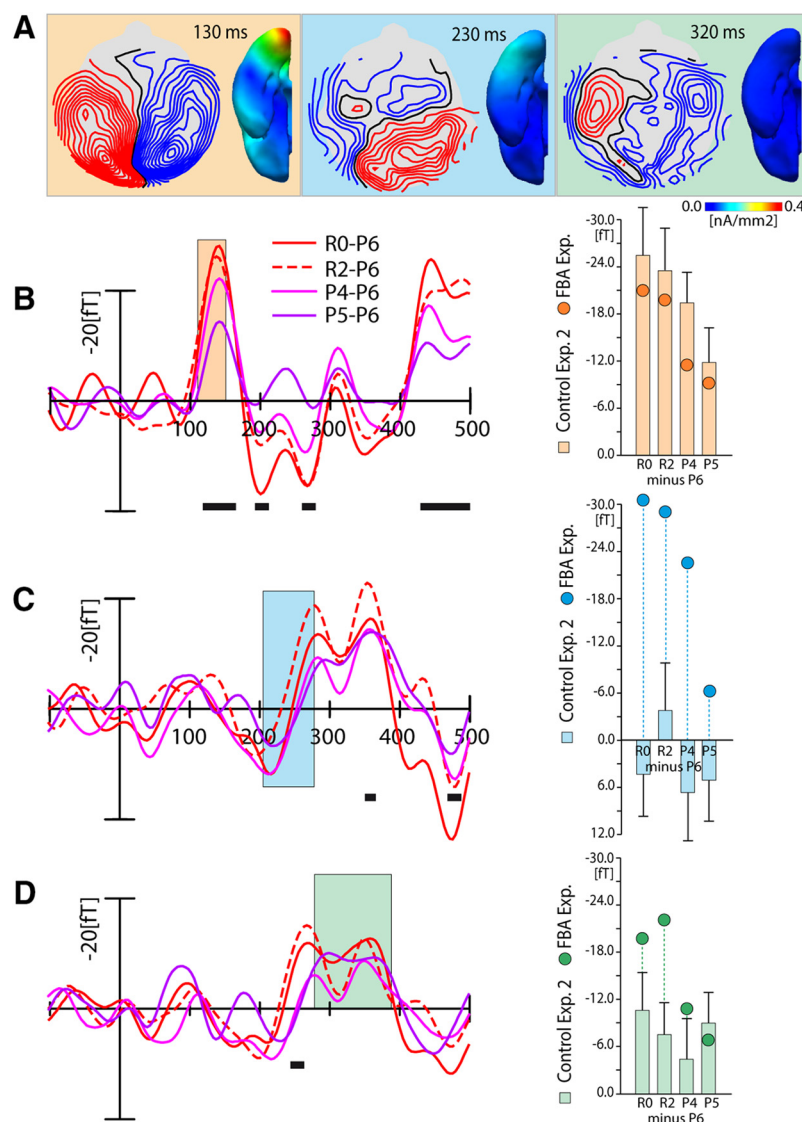 A
130 ms
230 ms
320 ms
0.0
0.4
[nA/mm2]
B
-20[fT]
R0-P6
R2-P6
P4-P6
P5-P6
100
200
300
400
500
Control Exp. 2
FBA Exp.
-30.0
[fT]
-24.0
-18.0
-12.0
-6.0
0.0
R0
R2
P4
P5
minus P6
C
-20[fT]
100
200
300
400
500
Control Exp. 2
FBA Exp.
-30.0
[fT]
-24.0
-18.0
-12.0
-6.0
0.0
6.0
12.0
R0
R2
P4
P5
minus P6
D
-20[fT]
100
200
300
400
500
Control Exp. 2
FBA Exp.
-30.0
[fT]
-24.0
-18.0
-12.0
-6.0
0.0
R0
R2
P4
P5
minus P6